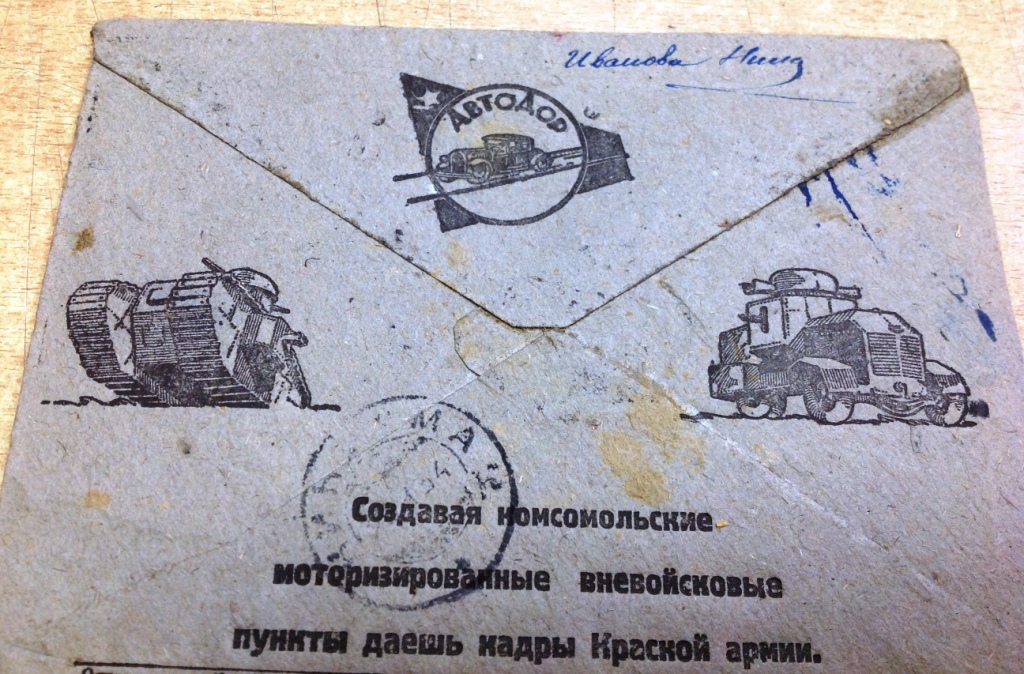 Иванова Нина
АВТОДОР
Создавая комсомольские
моторизированные вневойсковые
пункты даешь кадры Красной армии.